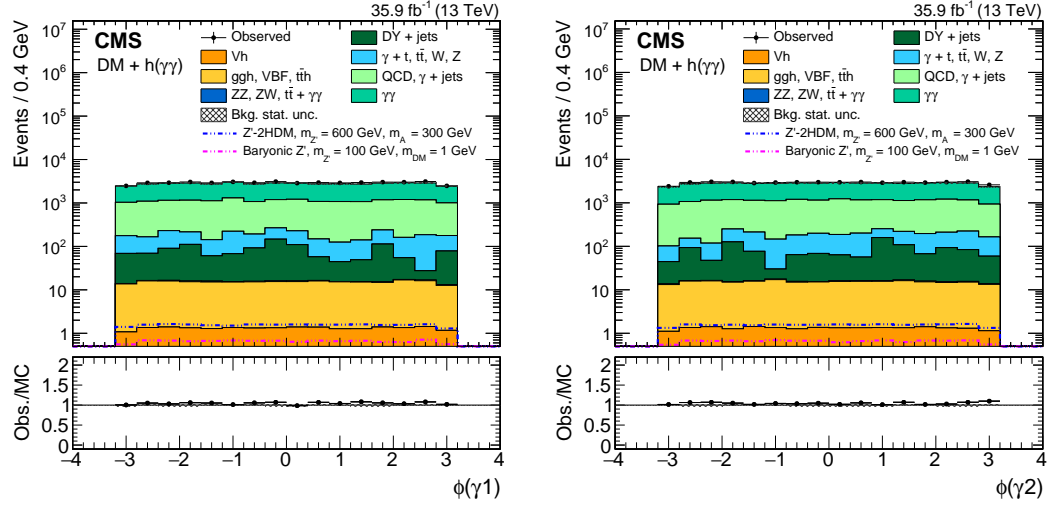 35.9 fb⁻¹ (13 TeV)
CMS
DM + h(γγ)
Observed
DY + jets
Vh
γ + t, tt̄, W, Z
ggh, VBF, tt̄h
QCD, γ + jets
ZZ, ZW, tt̄ + γγ
γγ
Bkg. stat. unc.
Z'-2HDM, m_Z' = 600 GeV, m_A = 300 GeV
Baryonic Z', m_Z' = 100 GeV, m_DM = 1 GeV
Events / 0.4 GeV
10⁷
10⁶
10⁵
10⁴
10³
10²
10
1
Obs./MC
2
1.5
1
0.5
0
−4 −3 −2 −1 0 1 2 3 4
φ(γ1)
35.9 fb⁻¹ (13 TeV)
CMS
DM + h(γγ)
Observed
DY + jets
Vh
γ + t, tt̄, W, Z
ggh, VBF, tt̄h
QCD, γ + jets
ZZ, ZW, tt̄ + γγ
γγ
Bkg. stat. unc.
Z'-2HDM, m_Z' = 600 GeV, m_A = 300 GeV
Baryonic Z', m_Z' = 100 GeV, m_DM = 1 GeV
Events / 0.4 GeV
10⁷
10⁶
10⁵
10⁴
10³
10²
10
1
Obs./MC
2
1.5
1
0.5
0
−4 −3 −2 −1 0 1 2 3 4
φ(γ2)